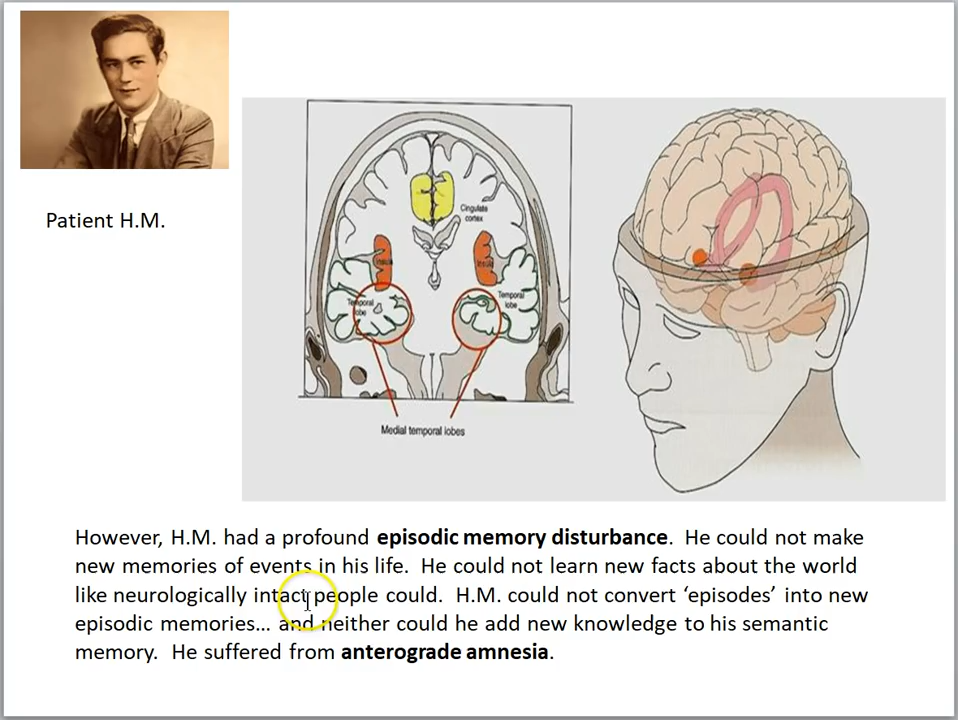 Patient H.M.
Cingulate
cortex
Insula
Insula
Temporal
lobe
Temporal
lobe
Medial temporal lobes
However, H.M. had a profound episodic memory disturbance. He could not make
new memories of events in his life. He could not learn new facts about the world
like neurologically intact people could. H.M. could not convert ‘episodes’ into new
episodic memories… and neither could he add new knowledge to his semantic
memory. He suffered from anterograde amnesia.